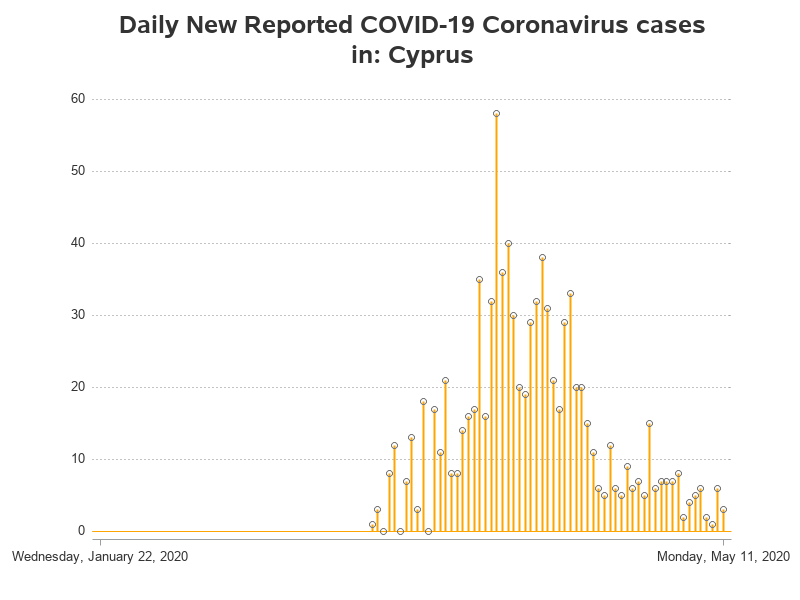 Daily New Reported COVID-19 Coronavirus cases
in: Cyprus
60
50
40
30
20
10
0
Wednesday, January 22, 2020
Monday, May 11, 2020